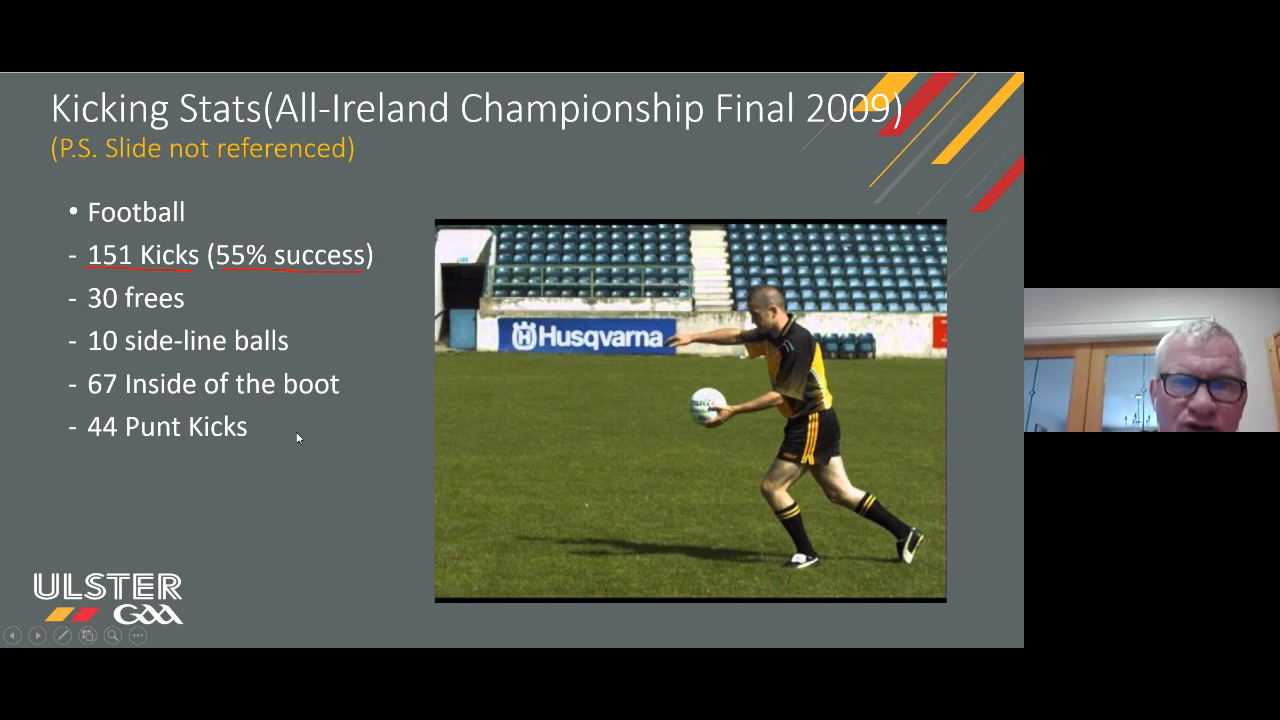 Kicking Stats(All-Ireland Championship Final 2009)
(P.S. Slide not referenced)
• Football
- 151 Kicks (55% success)
- 30 frees
- 10 side-line balls
- 67 Inside of the boot
- 44 Punt Kicks
Husqvarna
ULSTER
GAA